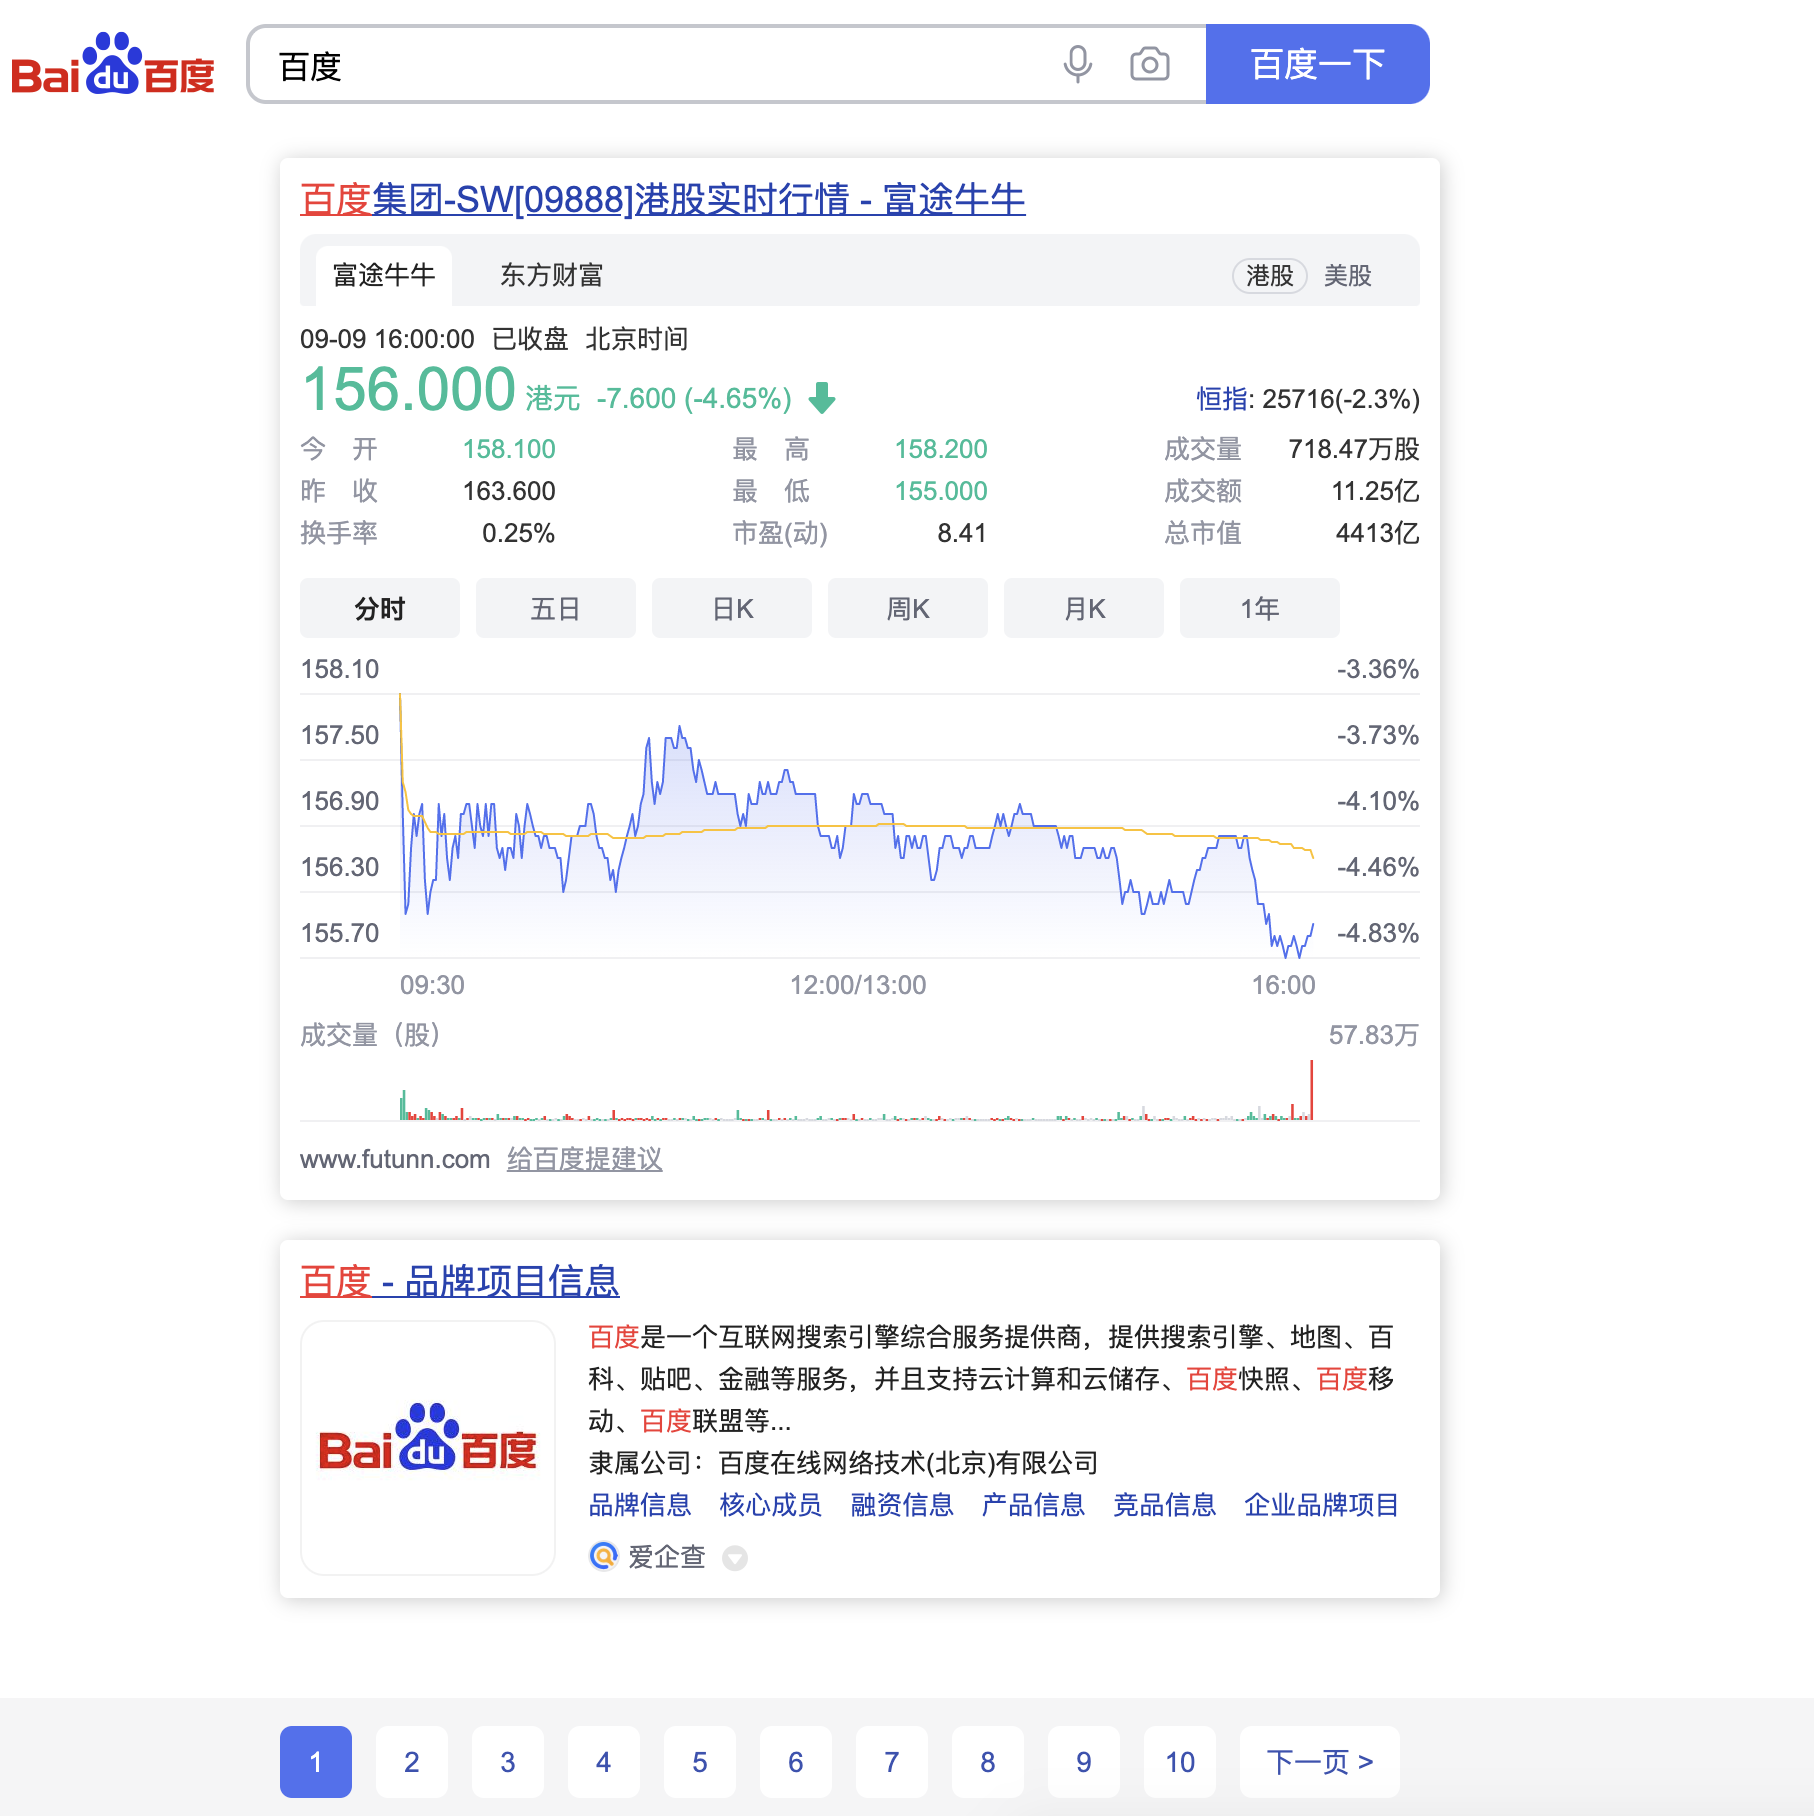 Bai du 百度
百度
百度一下
百度集团-SW[09888]港股实时行情 - 富途牛牛
富途牛牛 东方财富 港股 美股
09-09 16:00:00 已收盘 北京时间
156.000 港元 -7.600 (-4.65%) 恒指: 25716(-2.3%)
今 开 158.100 最 高 158.200 成交量 718.47万股
昨 收 163.600 最 低 155.000 成交额 11.25亿
换手率 0.25% 市盈(动) 8.41 总市值 4413亿
分时 五日 日K 周K 月K 1年
158.10 -3.36%
157.50 -3.73%
156.90 -4.10%
156.30 -4.46%
155.70 -4.83%
09:30 12:00/13:00 16:00
成交量（股） 57.83万
www.futunn.com 给百度提建议
百度 - 品牌项目信息
Bai du 百度
百度是一个互联网搜索引擎综合服务提供商，提供搜索引擎、地图、百
科、贴吧、金融等服务，并且支持云计算和云储存、百度快照、百度移
动、百度联盟等...
隶属公司：百度在线网络技术(北京)有限公司
品牌信息 核心成员 融资信息 产品信息 竞品信息 企业品牌项目
爱企查
1 2 3 4 5 6 7 8 9 10 下一页 >